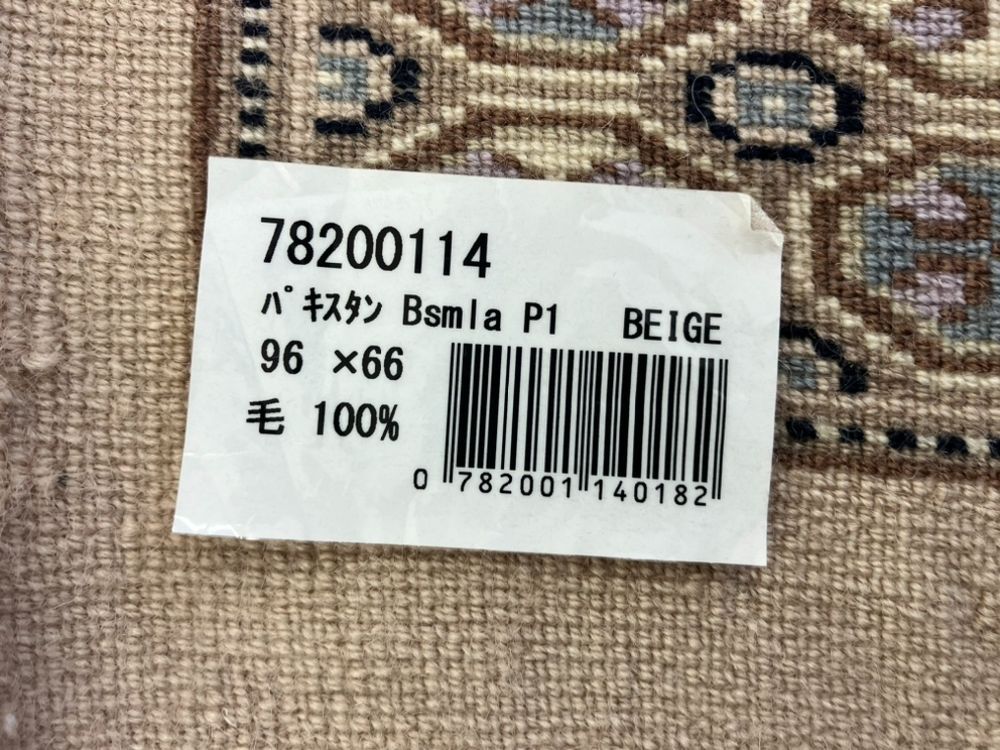 78200114
ﾊﾟｷｽﾀﾝ Bsmla P1 BEIGE
96 ×66
毛 100%
0 782001 140182